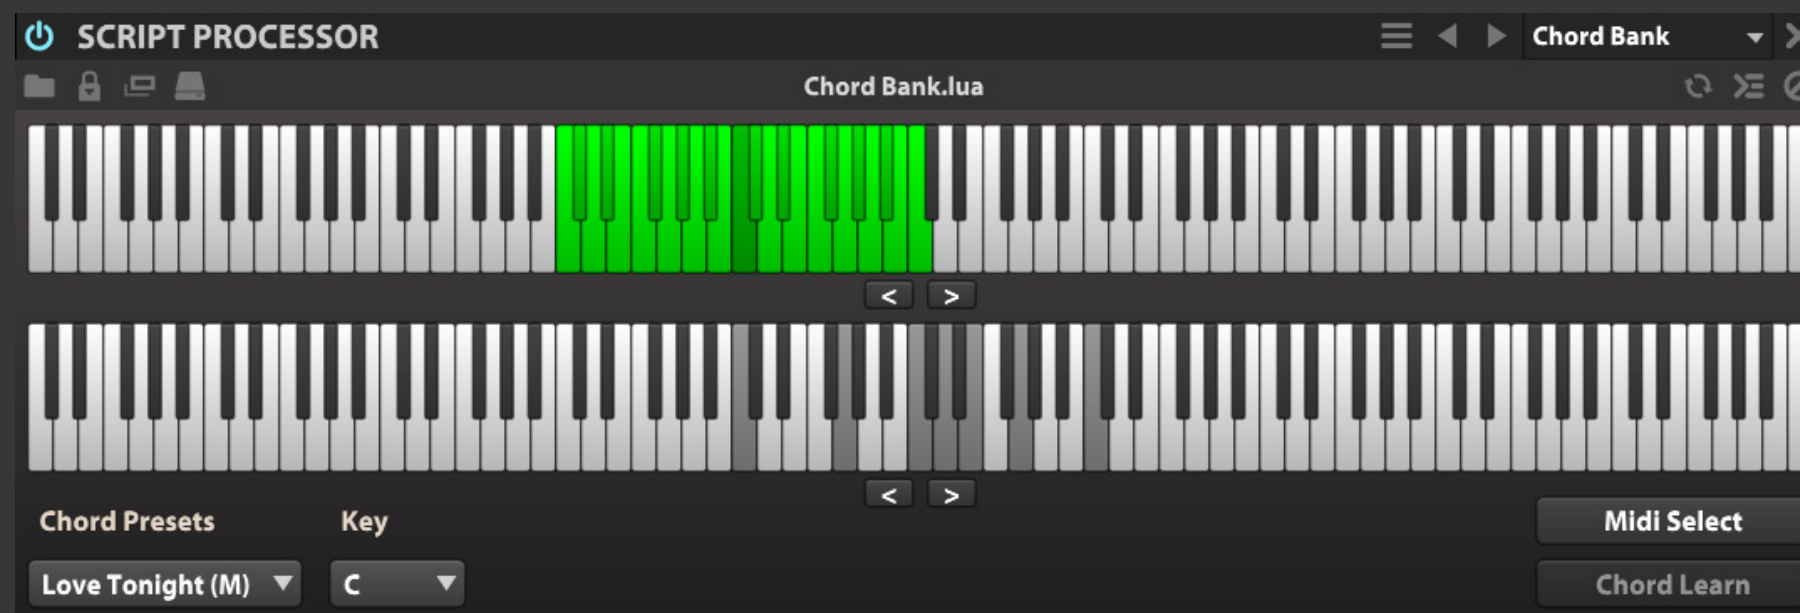 SCRIPT PROCESSOR
Chord Bank
Chord Bank.lua
< >
< >
Chord Presets Key
Midi Select
Love Tonight (M) C
Chord Learn